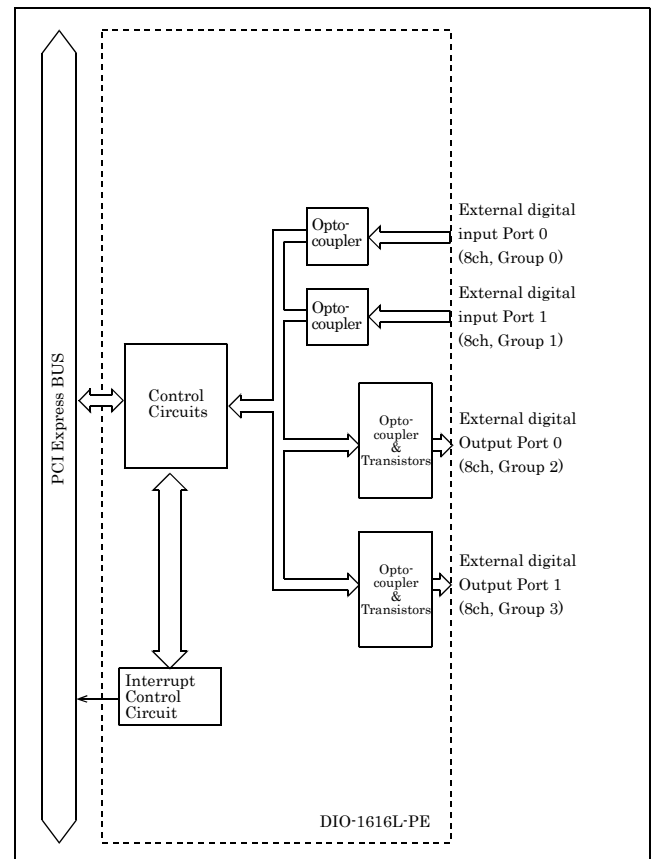 PCI Express BUS
Control
Circuits
Interrupt
Control
Circuit
Opto-
coupler
External digital
input Port 0
(8ch, Group 0)
Opto-
coupler
External digital
input Port 1
(8ch, Group 1)
Opto-
coupler
&
Transistors
External digital
Output Port 0
(8ch, Group 2)
Opto-
coupler
&
Transistors
External digital
Output Port 1
(8ch, Group 3)
DIO-1616L-PE